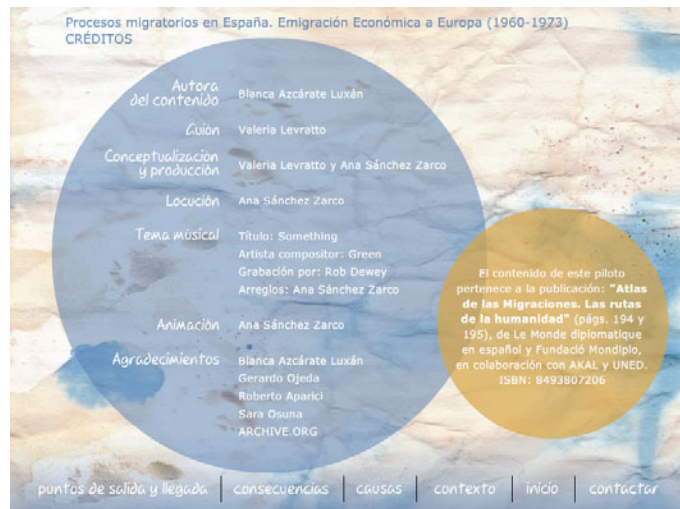 Procesos migratorios en España. Emigración Económica a Europa (1960-1973)
CRÉDITOS
Autora
del contenido
Blanca Azcárate Luxán
Guión
Valeria Levratto
Conceptualización
y producción
Valeria Levratto y Ana Sánchez Zarco
Locución
Ana Sánchez Zarco
Tema músical
Título: Something
Artista compositor: Green
Grabación por: Rob Dewey
Arreglos: Ana Sánchez Zarco
Animación
Ana Sánchez Zarco
Agradecimientos
Blanca Azcárate Luxán
Gerardo Ojeda
Roberto Aparici
Sara Osuna
ARCHIVE.ORG
El contenido de este piloto
pertenece a la publicación: "Atlas
de las Migraciones. Las rutas
de la humanidad" (págs. 194 y
195), de Le Monde diplomatique
en español y Fundació Mondiplo,
en colaboración con AKAL y UNED.
ISBN: 8493807206
puntos de salida y llegada | consecuencias | causas | contexto | inicio | contactar